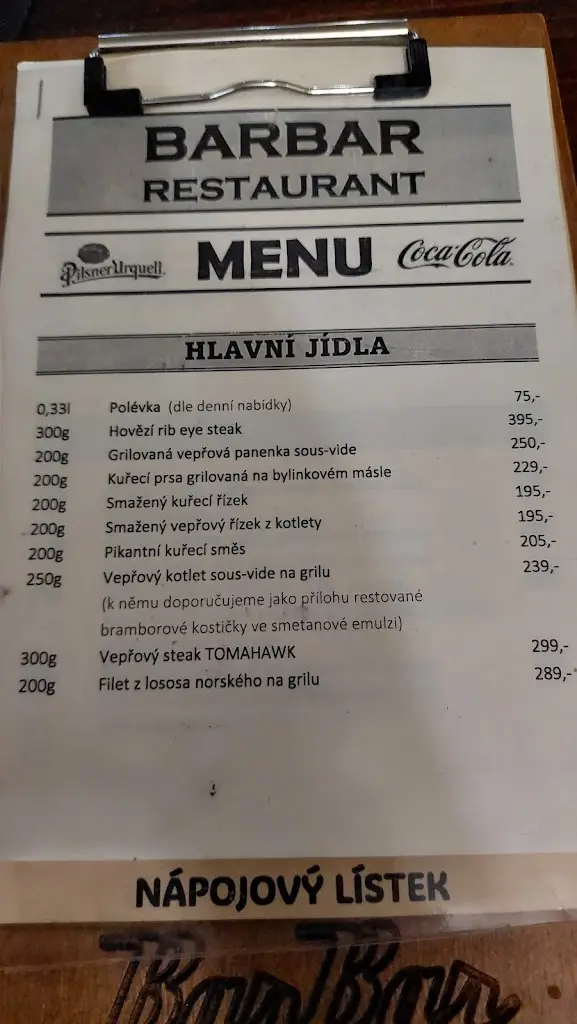 BARBAR
RESTAURANT
Pilsner Urquell
MENU
Coca-Cola
HLAVNÍ JÍDLA
0,33l Polévka (dle denní nabídky) 75,-
300g Hovězí rib eye steak 395,-
200g Grilovaná vepřová panenka sous-vide 250,-
200g Kuřecí prsa grilovaná na bylinkovém másle 229,-
200g Smažený kuřecí řízek 195,-
200g Smažený vepřový řízek z kotlety 195,-
200g Pikantní kuřecí směs 205,-
250g Vepřový kotlet sous-vide na grilu 239,-
(k němu doporučujeme jako přílohu restované
bramborové kostičky ve smetanové emulzi)
300g Vepřový steak TOMAHAWK 299,-
200g Filet z lososa norského na grilu 289,-
NÁPOJOVÝ LÍSTEK
BarBar